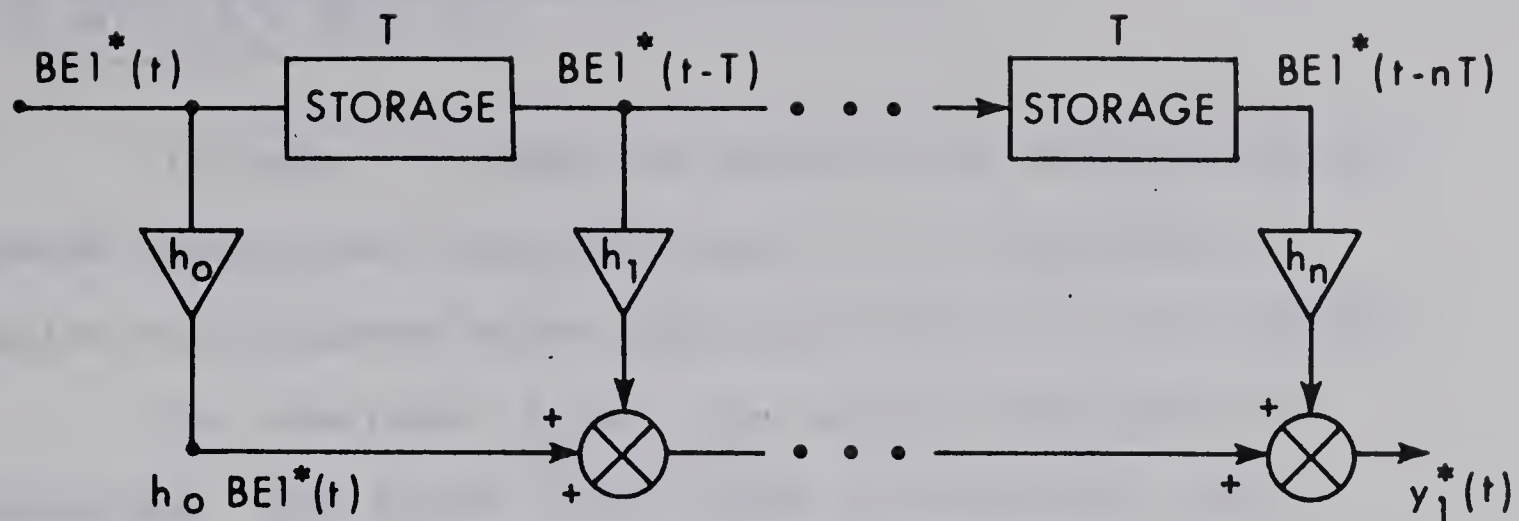 T T
BE1*(t) BE1*(t-T) BE1*(t-nT)
STORAGE STORAGE
h₀ h₁ hₙ
+ +
+ +
h₀ BE1*(t) y₁*(t)